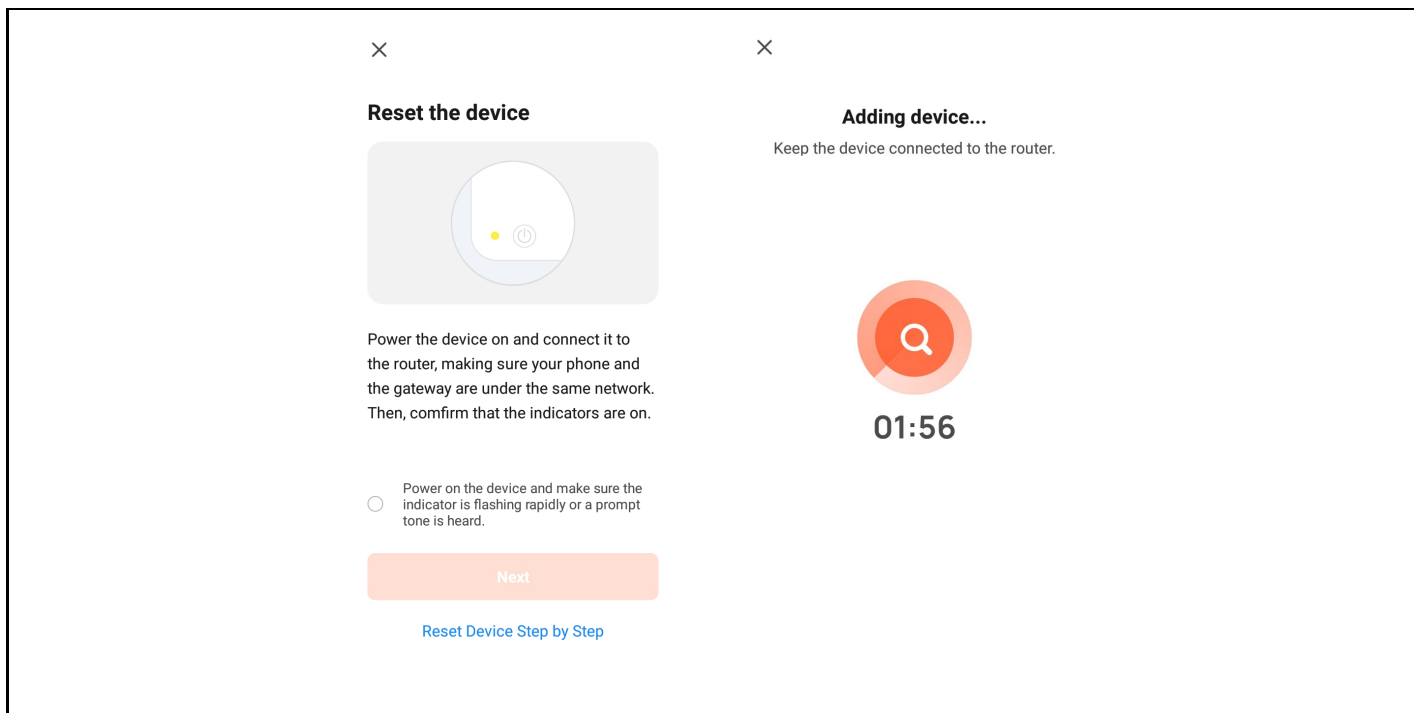 Reset the device
Power the device on and connect it to
the router, making sure your phone and
the gateway are under the same network.
Then, comfirm that the indicators are on.
Power on the device and make sure the
indicator is flashing rapidly or a prompt
tone is heard.
Next
Reset Device Step by Step
Adding device...
Keep the device connected to the router.
01:56